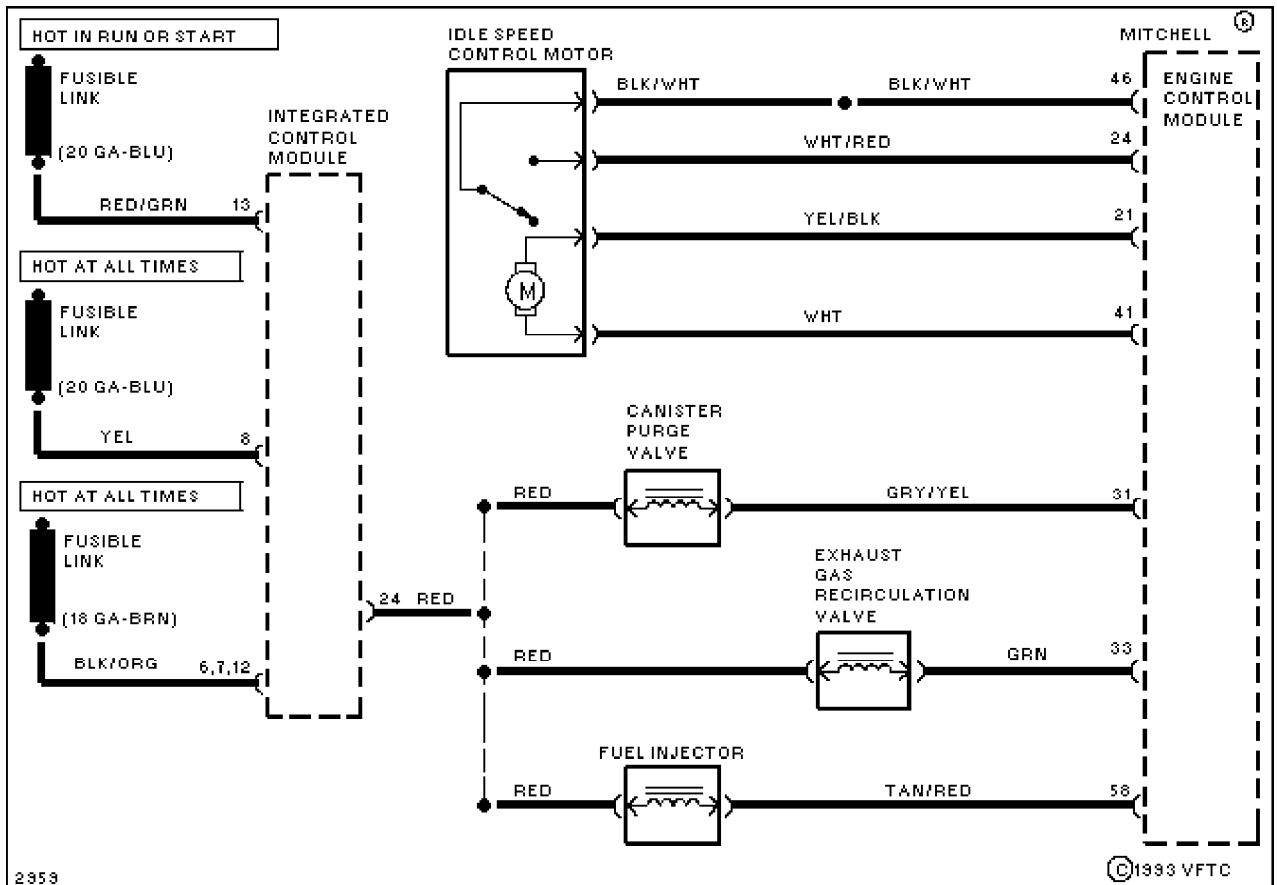 HOT IN RUN OR START
FUSIBLE
LINK
(20 GA-BLU)
RED/GRN
13
HOT AT ALL TIMES
FUSIBLE
LINK
(20 GA-BLU)
YEL
8
HOT AT ALL TIMES
FUSIBLE
LINK
(18 GA-BRN)
BLK/ORG
6,7,12
INTEGRATED
CONTROL
MODULE
24 RED
IDLE SPEED
CONTROL MOTOR
M
BLK/WHT
BLK/WHT
46
WHT/RED
24
YEL/BLK
21
WHT
41
MITCHELL ®
ENGINE
CONTROL
MODULE
CANISTER
PURGE
VALVE
RED
GRY/YEL
31
EXHAUST
GAS
RECIRCULATION
VALVE
RED
GRN
33
FUEL INJECTOR
RED
TAN/RED
58
2959
©1993 VFTC